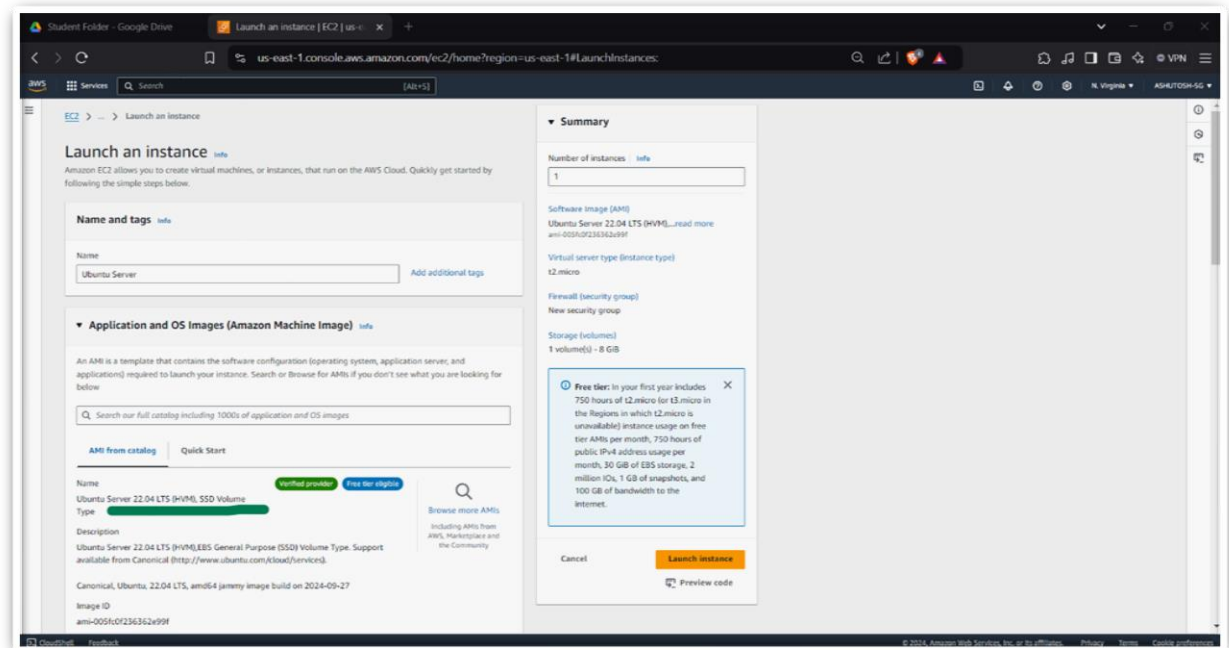 Student Folder - Google Drive
Launch an instance | EC2 | us-e
us-east-1.console.aws.amazon.com/ec2/home?region=us-east-1#LaunchInstances:
VPN
aws
Services
Search
[Alt+S]
N. Virginia
ASHUTOSH-SG
EC2 > ... > Launch an instance
Launch an instance Info
Amazon EC2 allows you to create virtual machines, or instances, that run on the AWS Cloud. Quickly get started by
following the simple steps below.
Name and tags Info
Name
Ubuntu Server
Add additional tags
Application and OS Images (Amazon Machine Image) Info
An AMI is a template that contains the software configuration (operating system, application server, and
applications) required to launch your instance. Search or Browse for AMIs if you don't see what you are looking for
below
Search our full catalog including 1000s of application and OS images
AMI from catalog
Quick Start
Name
Verified provider
Free tier eligible
Ubuntu Server 22.04 LTS (HVM), SSD Volume
Type
Browse more AMIs
Including AMIs from
AWS, Marketplace and
the Community
Description
Ubuntu Server 22.04 LTS (HVM),EBS General Purpose (SSD) Volume Type. Support
available from Canonical (http://www.ubuntu.com/cloud/services).
Canonical, Ubuntu, 22.04 LTS, amd64 jammy image build on 2024-09-27
Image ID
ami-005fc0f236362e99f
Summary
Number of instances Info
1
Software Image (AMI)
Ubuntu Server 22.04 LTS (HVM),...read more
ami-005fc0f236362e99f
Virtual server type (instance type)
t2.micro
Firewall (security group)
New security group
Storage (volumes)
1 volume(s) - 8 GiB
Free tier: In your first year includes
750 hours of t2.micro (or t3.micro in
the Regions in which t2.micro is
unavailable) instance usage on free
tier AMIs per month, 750 hours of
public IPv4 address usage per
month, 30 GiB of EBS storage, 2
million IOs, 1 GB of snapshots, and
100 GB of bandwidth to the
internet.
Cancel
Launch instance
Preview code
CloudShell
Feedback
© 2024, Amazon Web Services, Inc. or its affiliates.
Privacy
Terms
Cookie preferences